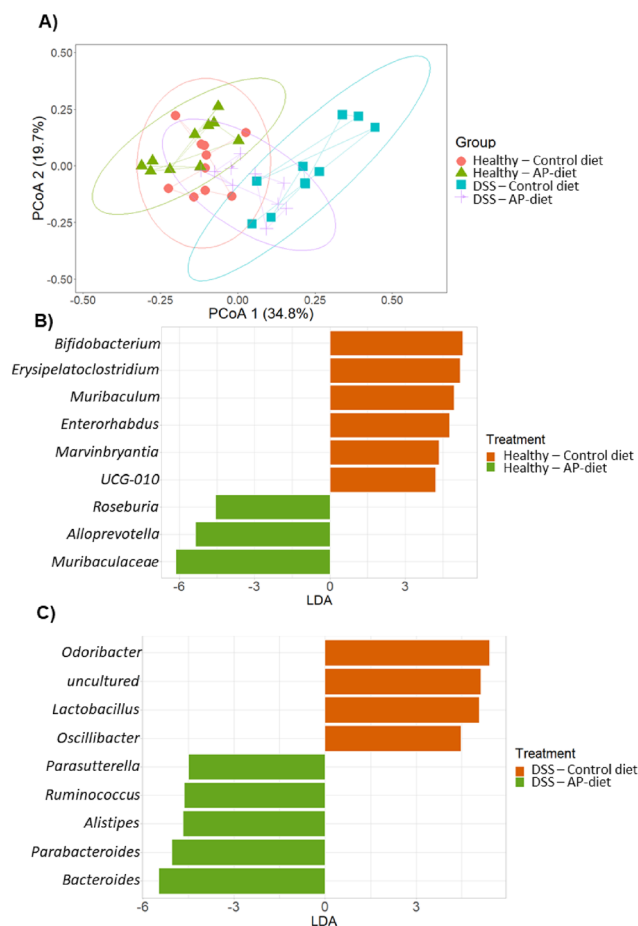 A)
0.50
0.25
0.00
-0.25
-0.50
PCoA 2 (19.7%)
-0.50
-0.25
0.00
0.25
0.50
PCoA 1 (34.8%)
Group
Healthy – Control diet
Healthy – AP-diet
DSS – Control diet
DSS – AP-diet
B)
Bifidobacterium
Erysipelatoclostridium
Muribaculum
Enterorhabdus
Marvinbryantia
UCG-010
Roseburia
Alloprevotella
Muribaculaceae
-6
-3
0
3
LDA
Treatment
Healthy – Control diet
Healthy – AP-diet
C)
Odoribacter
uncultured
Lactobacillus
Oscillibacter
Parasutterella
Ruminococcus
Alistipes
Parabacteroides
Bacteroides
-6
-3
0
3
LDA
Treatment
DSS – Control diet
DSS – AP-diet